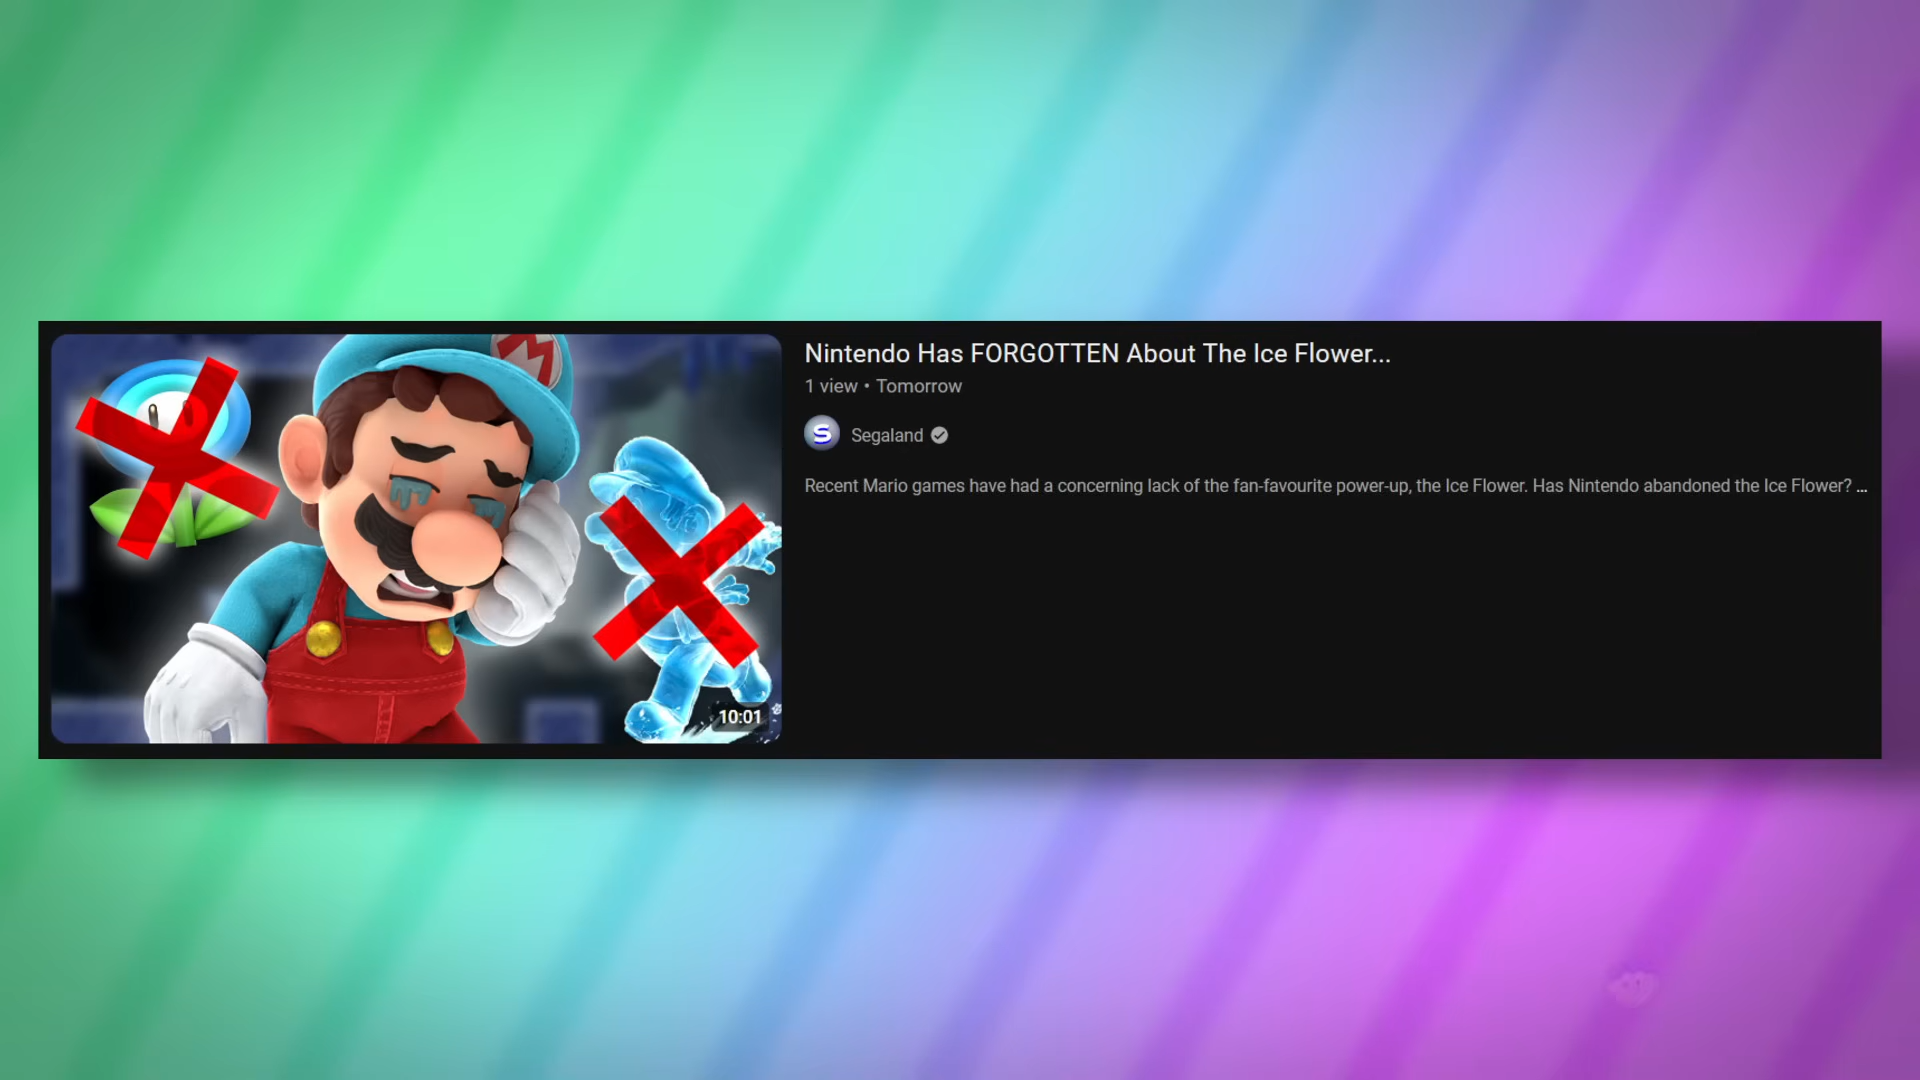 Nintendo Has FORGOTTEN About The Ice Flower...
1 view • Tomorrow
S
Segaland
Recent Mario games have had a concerning lack of the fan-favourite power-up, the Ice Flower. Has Nintendo abandoned the Ice Flower? ...
M
10:01